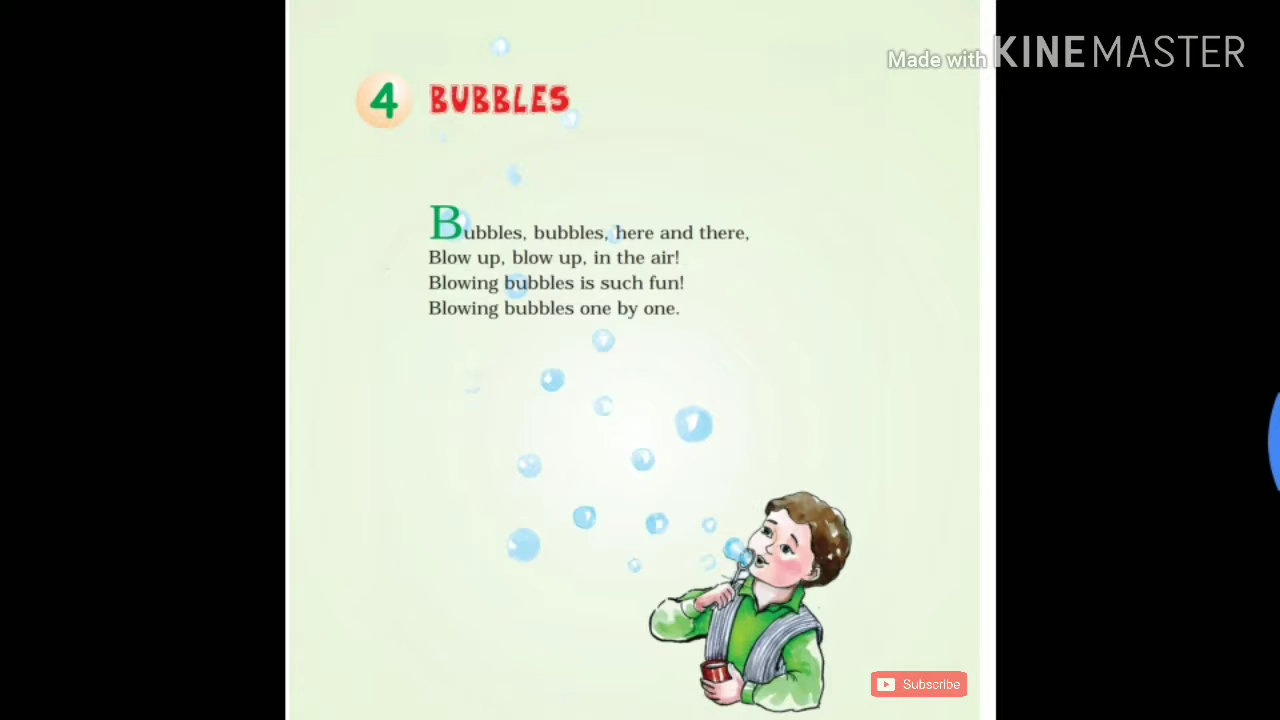 Made with KINEMASTER
4 BUBBLES
Bubbles, bubbles, here and there,
Blow up, blow up, in the air!
Blowing bubbles is such fun!
Blowing bubbles one by one.
Subscribe